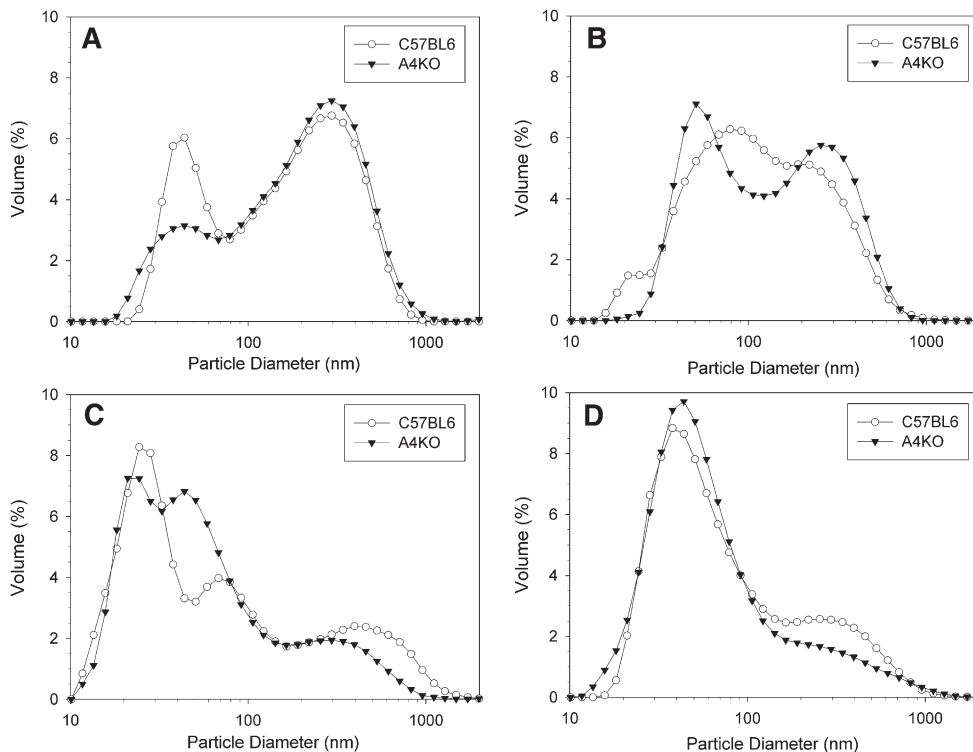 A
C57BL6
A4KO
10
8
6
4
2
0
Volume (%)
10
100
1000
Particle Diameter (nm)
B
C57BL6
A4KO
10
8
6
4
2
0
Volume (%)
10
100
1000
Particle Diameter (nm)
C
C57BL6
A4KO
10
8
6
4
2
0
Volume (%)
10
100
1000
Particle Diameter (nm)
D
C57BL6
A4KO
10
8
6
4
2
0
Volume (%)
10
100
1000
Particle Diameter (nm)